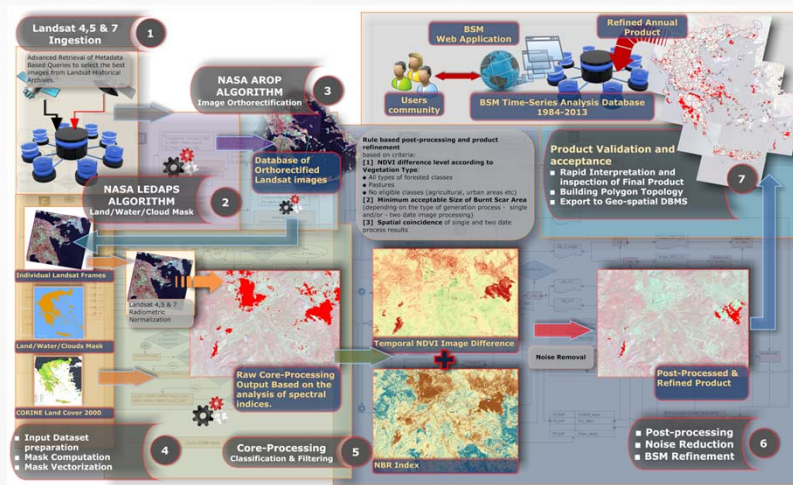 Landsat 4,5 & 7
Ingestion
1
Advanced Retrieval of Metadata
Based Queries to select the best
images from Landsat Historical
Archives.
NASA AROP
ALGORITHM
Image Orthorectification
3
Database of
Orthorectified
Landsat images
NASA LEDAPS
ALGORITHM
Land/Water/Cloud Mask
2
BSM
Web Application
Users
community
BSM Time-Series Analysis Database
1984-2013
Refined Annual
Product
Rule based post-processing and product
refinement
based on criteria:
[1] NDVI difference level according to
Vegetation Type:
● All types of forested classes
● Pastures
● No eligible classes (agricultural, urban areas etc)
[2] Minimum acceptable Size of Burnt Scar Area
(depending on the type of generation process - single
and/or - two date image processing)
[3] Spatial coincidence of single and two date
process results
Product Validation and
acceptance
■ Rapid Interpretation and
Inspection of Final Product
■ Building Polygon Topology
■ Export to Geo-spatial DBMS
7
Individual Landsat Frames
Landsat 4,5 & 7
Radiometric
Normalization
Land/Water/Clouds Mask
CORINE Land Cover 2000
Raw Core-Processing
Output Based on the
analysis of spectral
indices.
Temporal NDVI Image Difference
Noise Removal
Post-Processed &
Refined Product
NBR Index
■ Input Dataset
preparation
■ Mask Computation
■ Mask Vectorization
4
Core-Processing
Classification & Filtering
5
■ Post-processing
■ Noise Reduction
■ BSM Refinement
6